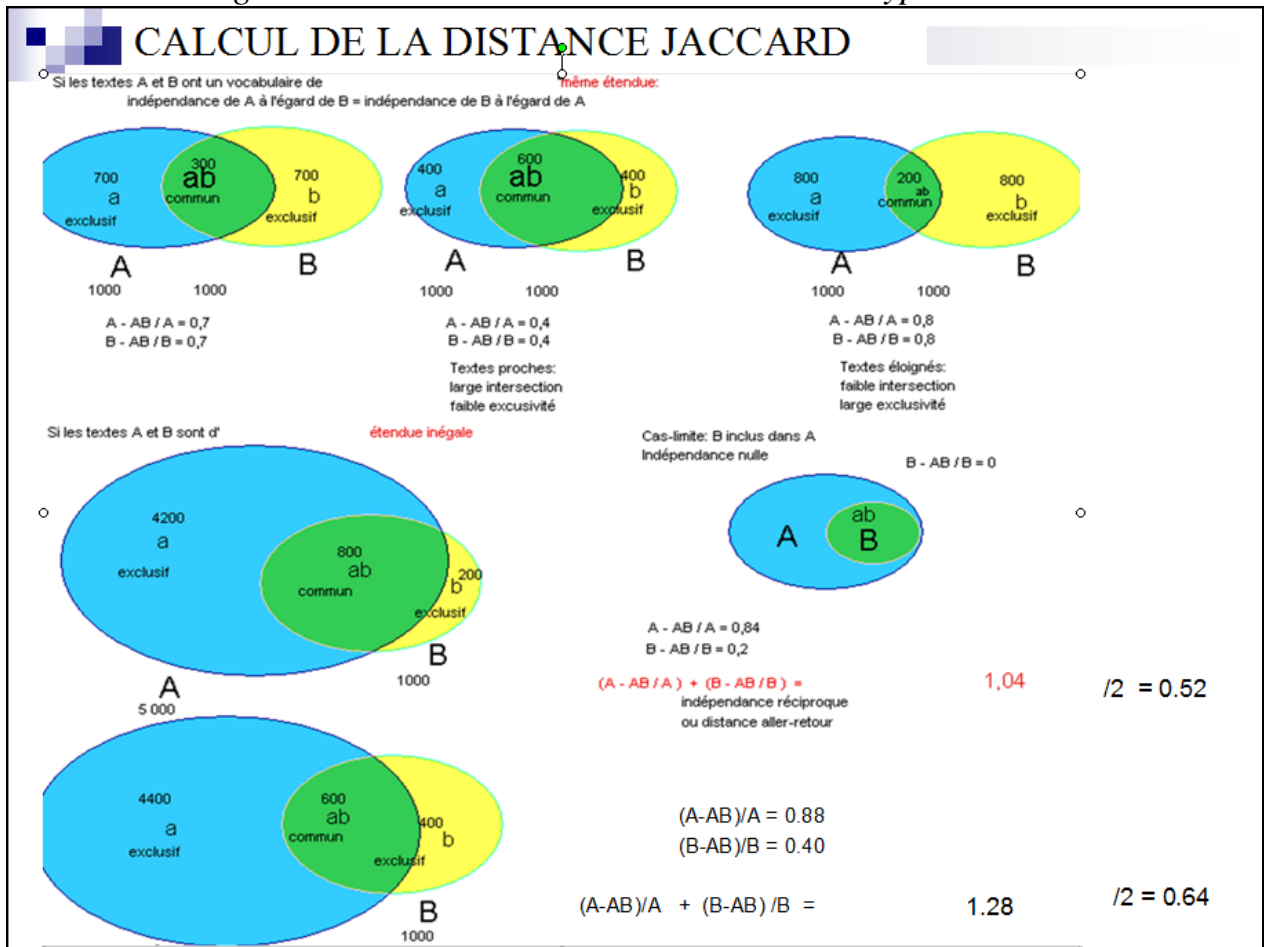 CALCUL DE LA DISTANCE JACCARD
Si les textes A et B ont un vocabulaire de même étendue:
indépendance de A à l'égard de B = indépendance de B à l'égard de A
700
a
exclusif
300
ab
commun
700
b
exclusif
A
B
1000
1000
A - AB / A = 0,7
B - AB / B = 0,7
400
a
exclusif
600
ab
commun
400
b
exclusif
A
B
1000
1000
A - AB / A = 0,4
B - AB / B = 0,4
Textes proches:
large intersection
faible excusivité
800
a
exclusif
200
ab
commun
800
b
exclusif
A
B
1000
1000
A - AB / A = 0,8
B - AB / B = 0,8
Textes éloignés:
faible intersection
large exclusivité
Si les textes A et B sont d' étendue inégale
4200
a
exclusif
800
ab
commun
200
b
exclusif
A
5 000
B
1000
Cas-limite: B inclus dans A
Indépendance nulle
B - AB / B = 0
A
ab
B
A - AB / A = 0,84
B - AB / B = 0,2
(A - AB / A ) + (B - AB / B ) = 1,04 /2 = 0.52
indépendance réciproque
ou distance aller-retour
4400
a
exclusif
600
ab
commun
400
b
exclusif
B
1000
(A-AB)/A = 0.88
(B-AB)/B = 0.40
(A-AB)/A + (B-AB) /B = 1.28 /2 = 0.64